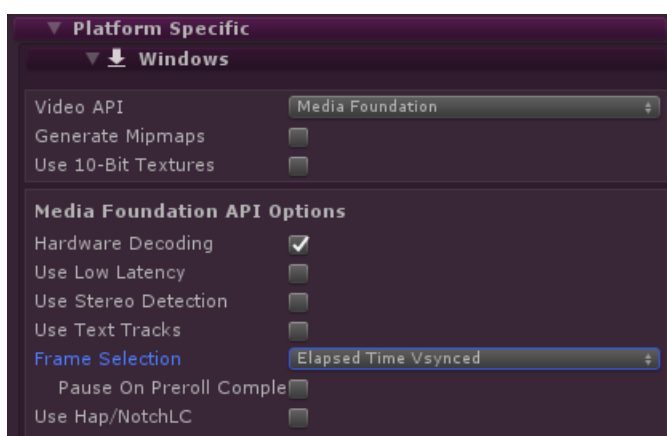 Platform Specific
Windows
Video API Media Foundation
Generate Mipmaps
Use 10-Bit Textures
Media Foundation API Options
Hardware Decoding
Use Low Latency
Use Stereo Detection
Use Text Tracks
Frame Selection Elapsed Time Vsynced
Pause On Preroll Comple
Use Hap/NotchLC